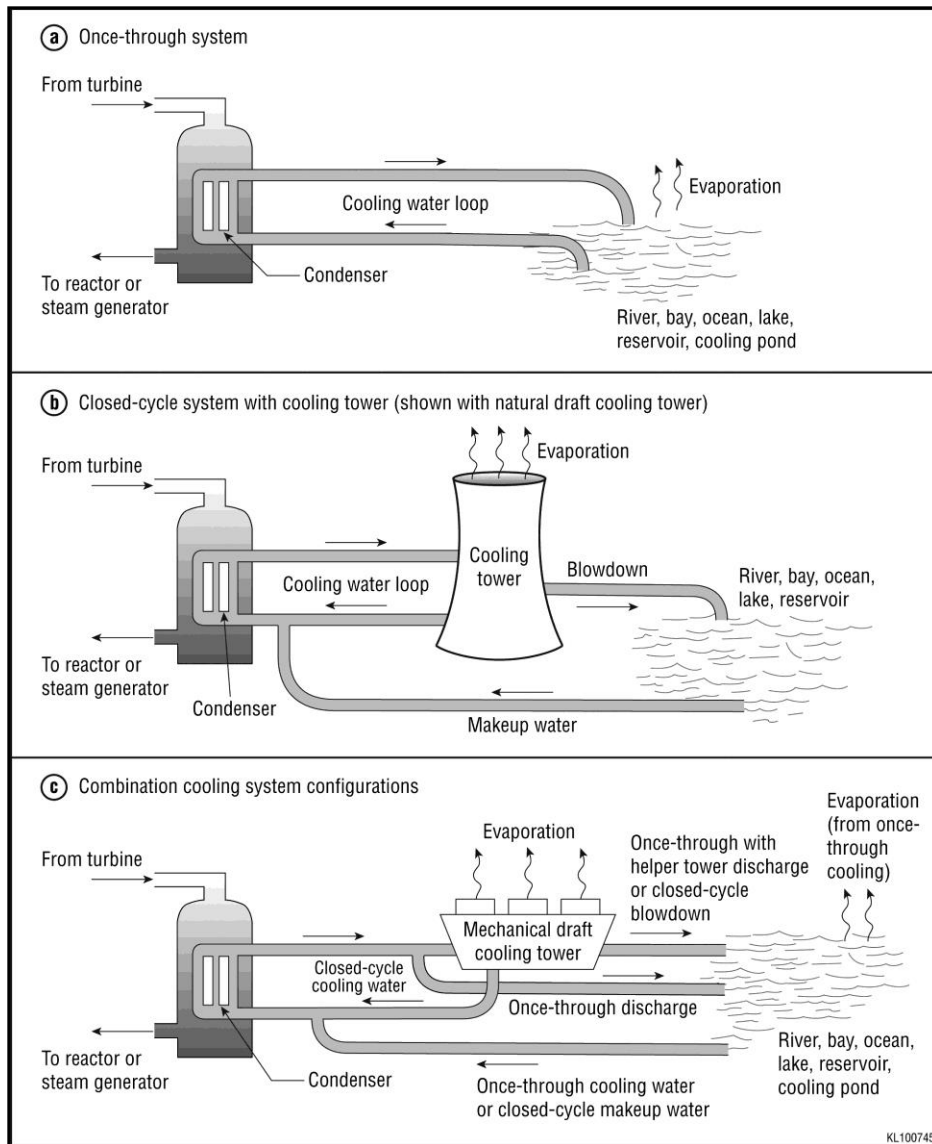 a Once-through system
From turbine
Evaporation
Cooling water loop
Condenser
To reactor or
steam generator
River, bay, ocean, lake,
reservoir, cooling pond
b Closed-cycle system with cooling tower (shown with natural draft cooling tower)
Evaporation
From turbine
Cooling
tower
Blowdown
River, bay, ocean,
lake, reservoir
Cooling water loop
To reactor or
steam generator
Condenser
Makeup water
c Combination cooling system configurations
Evaporation
(from once-
through
cooling)
Evaporation
Once-through with
helper tower discharge
or closed-cycle
blowdown
From turbine
Mechanical draft
cooling tower
Closed-cycle
cooling water
Once-through discharge
To reactor or
steam generator
Condenser
Once-through cooling water
or closed-cycle makeup water
River, bay, ocean,
lake, reservoir,
cooling pond
KL100745